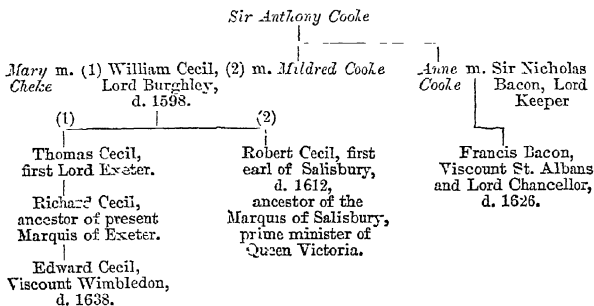 Sir Anthony Cooke
Mary m. (1) William Cecil, (2) m. Mildred Cooke Anne m. Sir Nicholas
Cheke Lord Burghley, Cooke Bacon, Lord
d. 1598. Keeper
(1) (2)
Thomas Cecil, Robert Cecil, first Francis Bacon,
first Lord Exeter. earl of Salisbury, Viscount St. Albans
d. 1612, and Lord Chancellor,
Richard Cecil, ancestor of the d. 1626.
ancestor of present Marquis of Salisbury,
Marquis of Exeter. prime minister of
Queen Victoria.
Edward Cecil,
Viscount Wimbledon,
d. 1638.